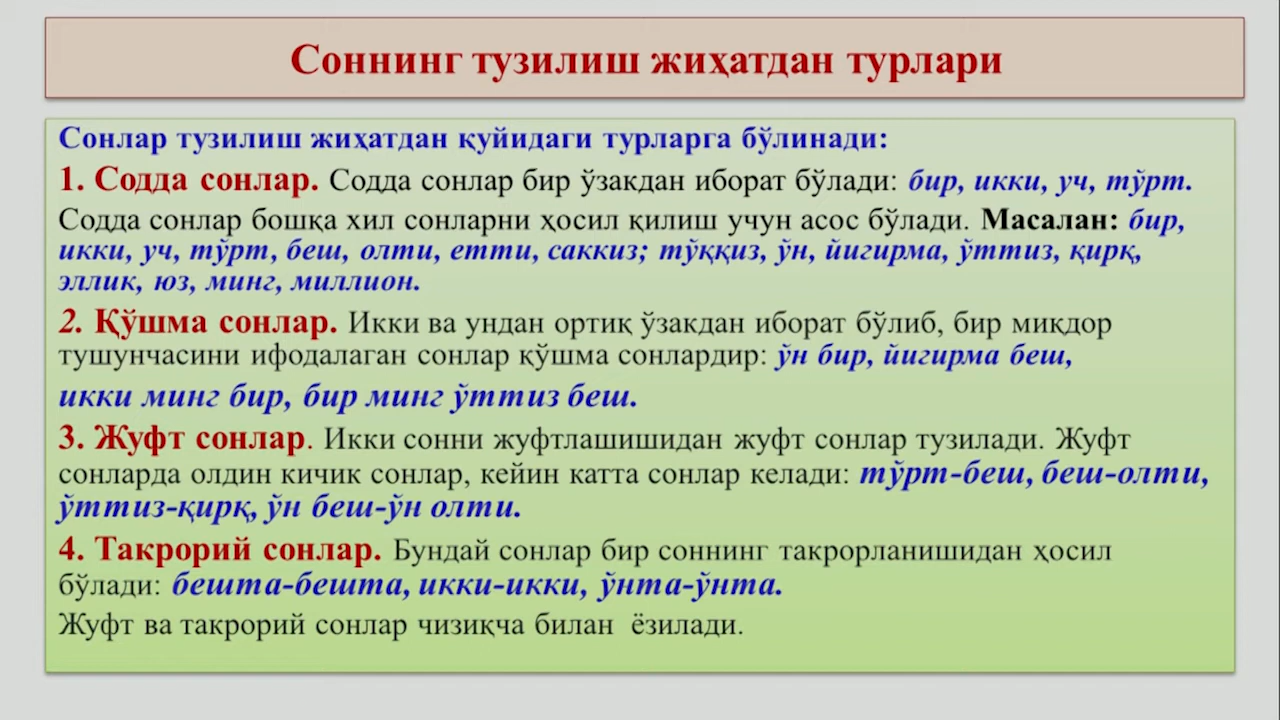 Соннинг тузилиш жиҳатдан турлари
Сонлар тузилиш жиҳатдан қуйидаги турларга бўлинади:
1. Содда сонлар. Содда сонлар бир ўзакдан иборат бўлади: бир, икки, уч, тўрт.
Содда сонлар бошқа хил сонларни ҳосил қилиш учун асос бўлади. Масалан: бир,
икки, уч, тўрт, беш, олти, етти, саккиз; тўққиз, ўн, йигирма, ўттиз, қирқ,
эллик, юз, минг, миллион.
2. Қўшма сонлар. Икки ва ундан ортиқ ўзакдан иборат бўлиб, бир миқдор
тушунчасини ифодалаган сонлар қўшма сонлардир: ўн бир, йигирма беш,
икки минг бир, бир минг ўттиз беш.
3. Жуфт сонлар. Икки сонни жуфтлашишидан жуфт сонлар тузилади. Жуфт
сонларда олдин кичик сонлар, кейин катта сонлар келади: тўрт-беш, беш-олти,
ўттиз-қирқ, ўн беш-ўн олти.
4. Такрорий сонлар. Бундай сонлар бир соннинг такрорланишидан ҳосил
бўлади: бешта-бешта, икки-икки, ўнта-ўнта.
Жуфт ва такрорий сонлар чизиқча билан  ёзилади.